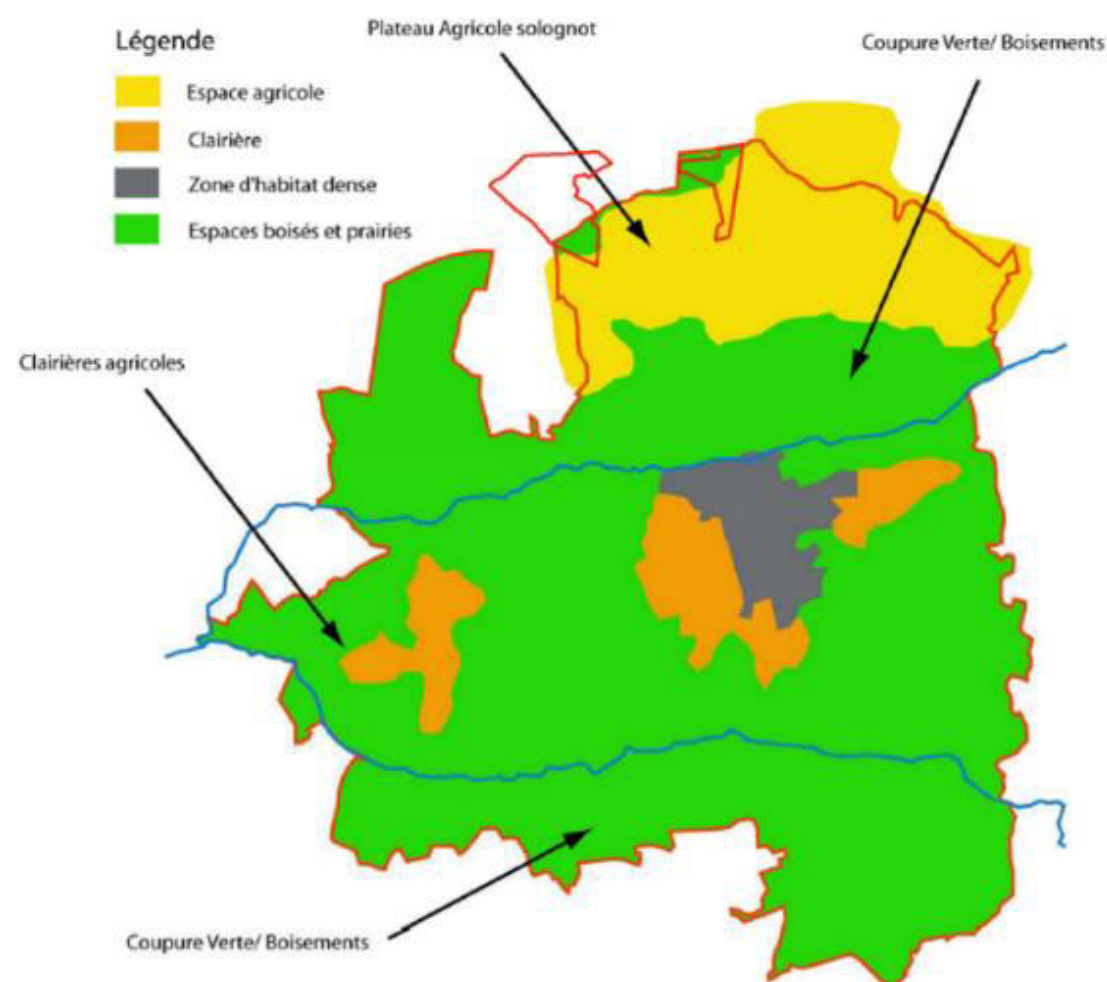 Légende
Espace agricole
Clairière
Zone d'habitat dense
Espaces boisés et prairies
Plateau Agricole solognot
Coupure Verte/ Boisements
Clairières agricoles
Coupure Verte/ Boisements